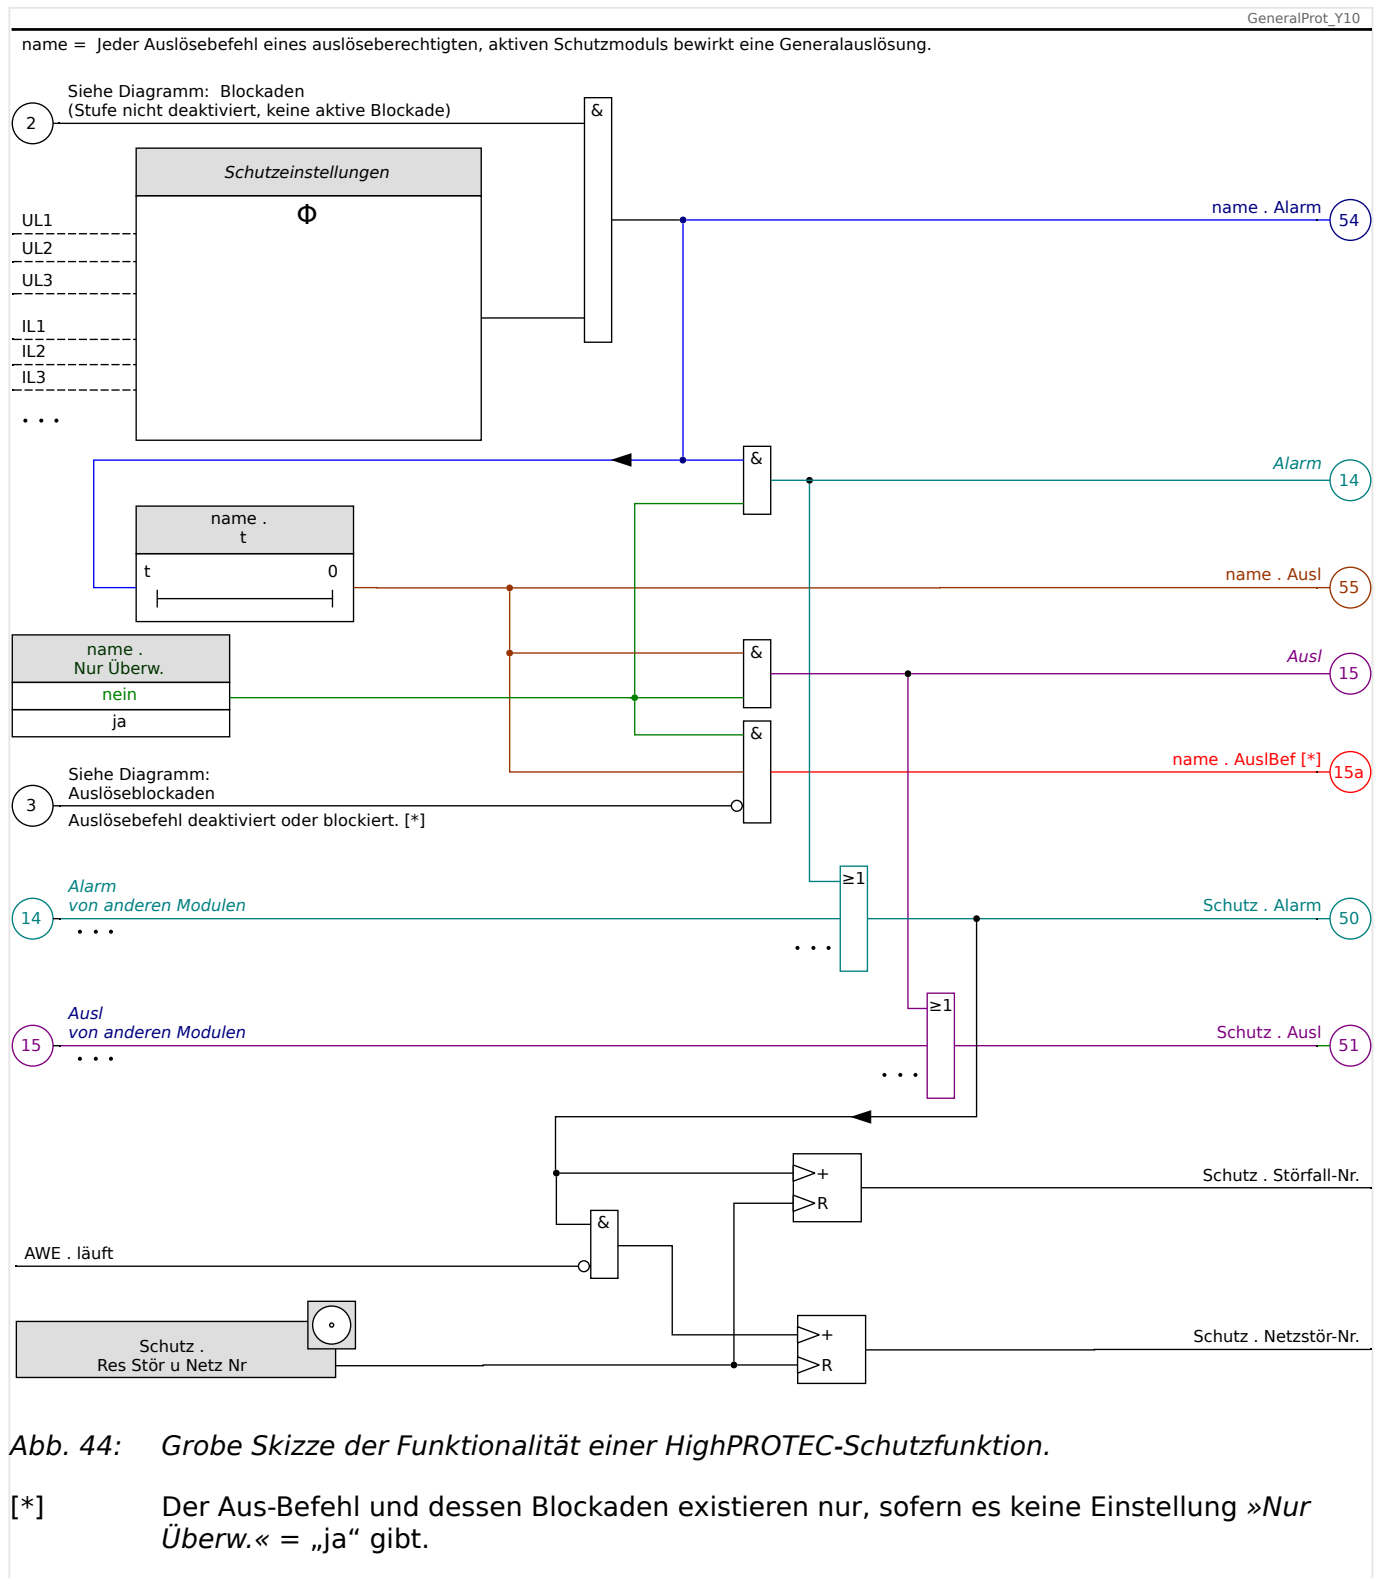 GeneralProt_Y10
name = Jeder Auslösebefehl eines auslöseberechtigten, aktiven Schutzmoduls bewirkt eine Generalauslösung.
Siehe Diagramm: Blockaden
(Stufe nicht deaktiviert, keine aktive Blockade)
2
&
Schutzeinstellungen
Φ
UL1
UL2
UL3
IL1
IL2
IL3
. . .
name . Alarm
54
&
Alarm
14
name .
t
t 0
name . Ausl
55
name .
Nur Überw.
nein
ja
&
Ausl
15
&
name . AuslBef [*]
15a
Siehe Diagramm:
Auslöseblockaden
3
Auslösebefehl deaktiviert oder blockiert. [*]
Alarm
von anderen Modulen
14
. . .
≥1
. . .
Schutz . Alarm
50
Ausl
von anderen Modulen
15
. . .
≥1
. . .
Schutz . Ausl
51
+
R
Schutz . Störfall-Nr.
&
AWE . läuft
Schutz .
Res Stör u Netz Nr
+
R
Schutz . Netzstör-Nr.
Abb. 44: Grobe Skizze der Funktionalität einer HighPROTEC-Schutzfunktion.
[*] Der Aus-Befehl und dessen Blockaden existieren nur, sofern es keine Einstellung »Nur
Überw.« = „ja“ gibt.